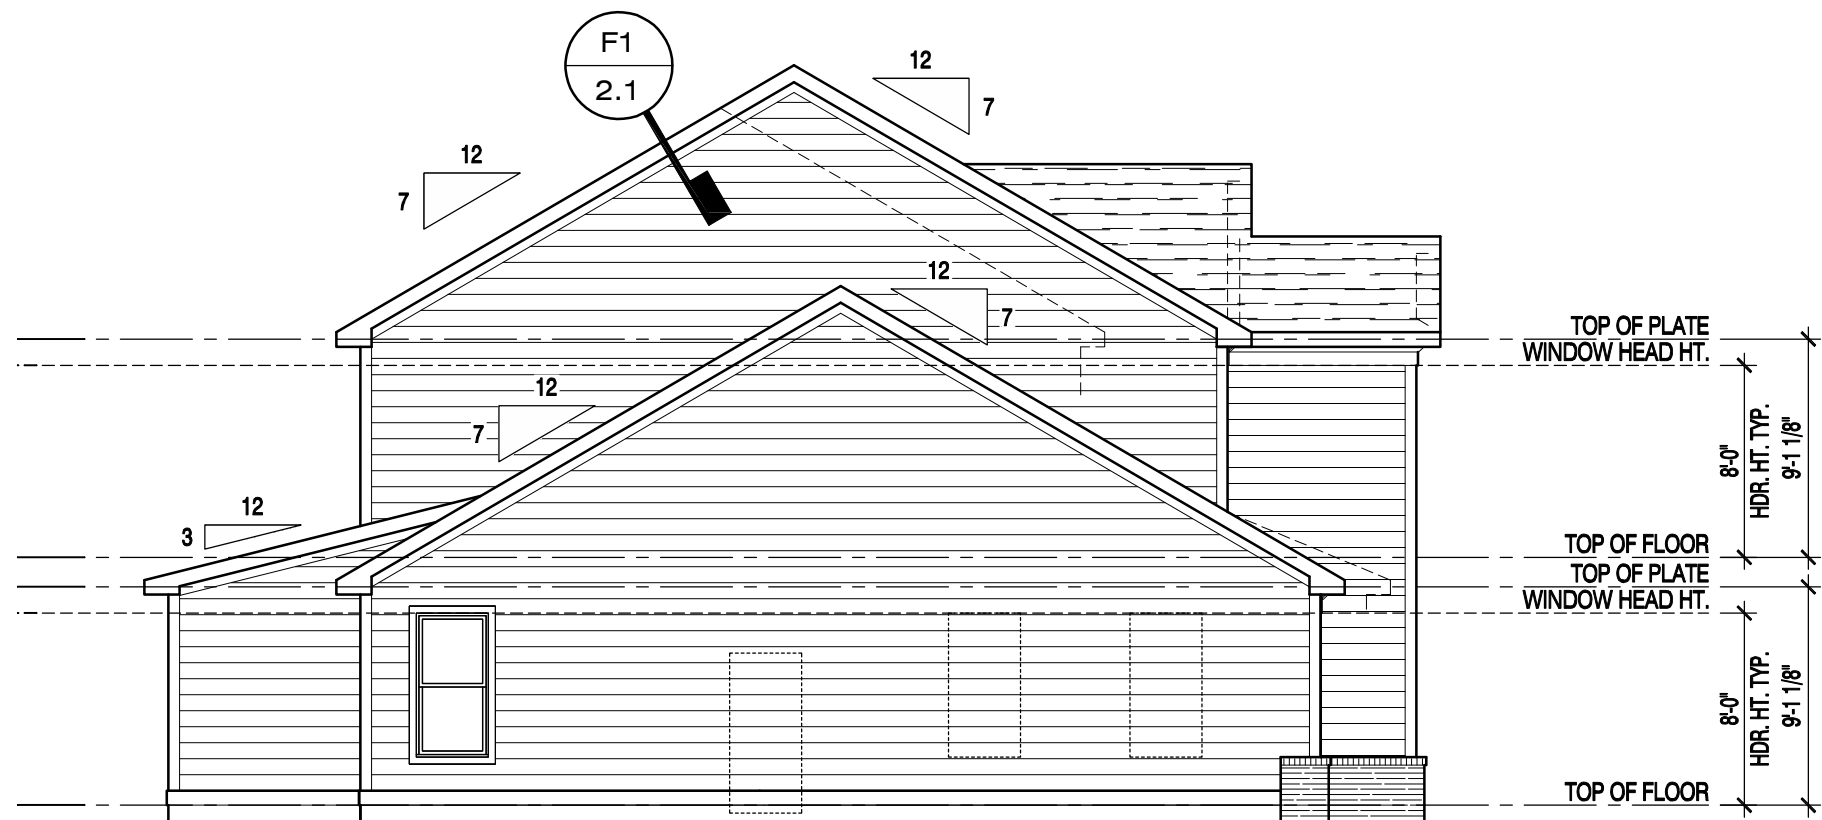 F1
2.1
12
7
12
7
12
7
12
7
12
3
TOP OF PLATE
WINDOW HEAD HT.
8'-0"
HDR. HT. TYP.
9'-1 1/8"
TOP OF FLOOR
TOP OF PLATE
WINDOW HEAD HT.
8'-0"
HDR. HT. TYP.
9'-1 1/8"
TOP OF FLOOR